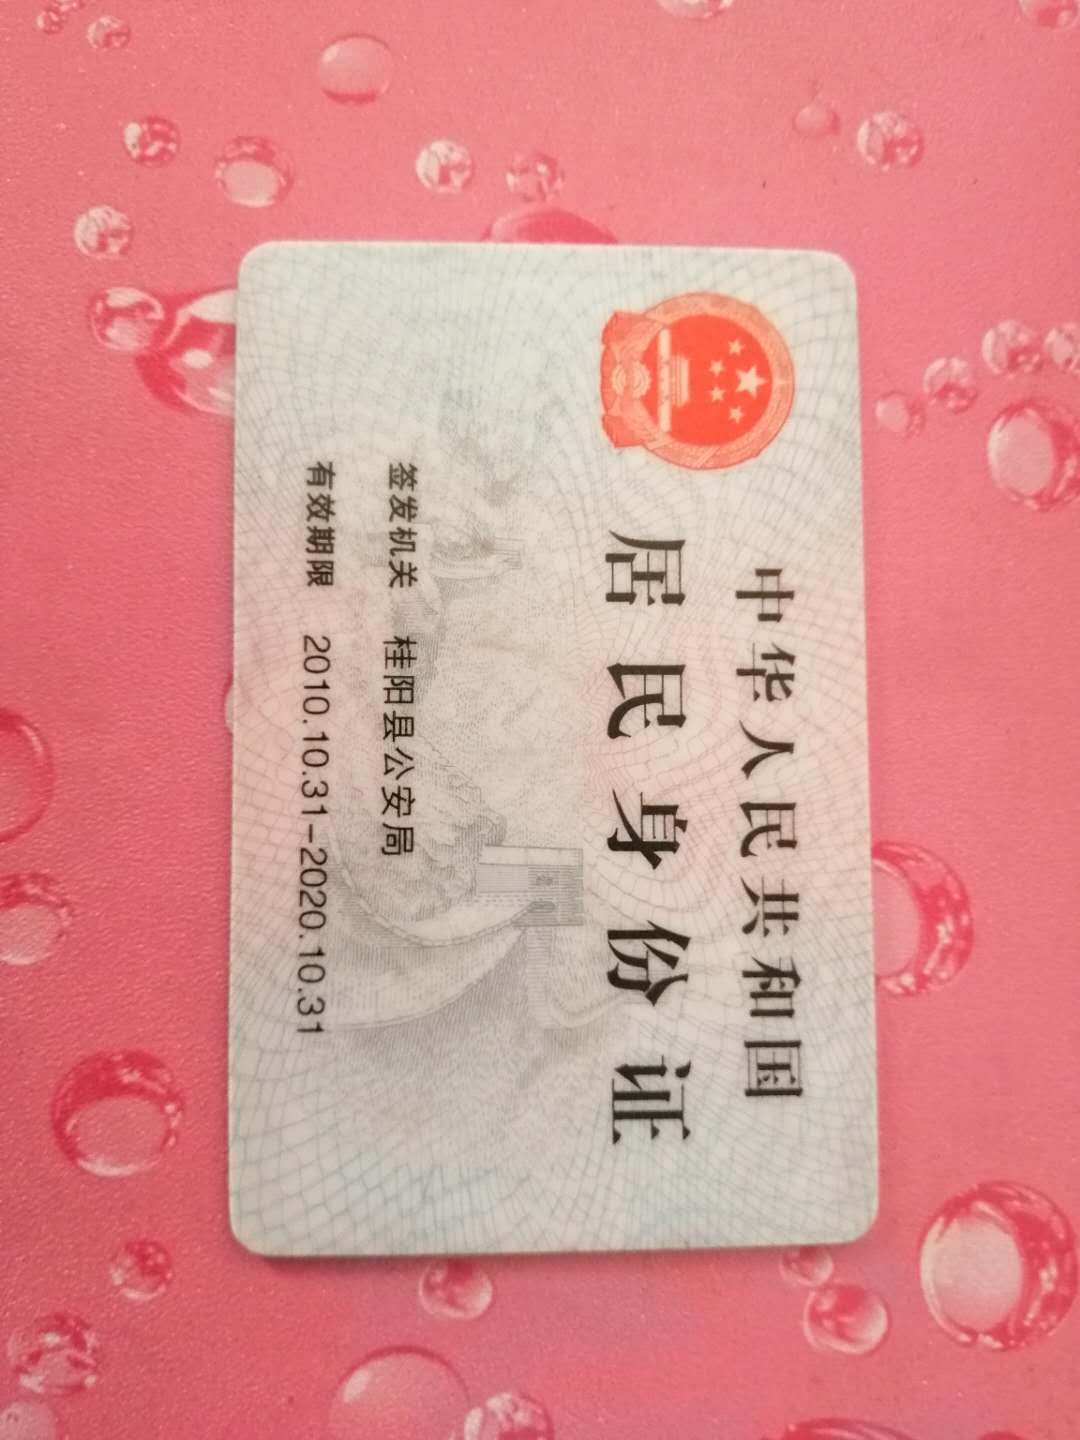 中华人民共和国
居民身份证
签发机关 桂阳县公安局
有效期限 2010.10.31-2020.10.31